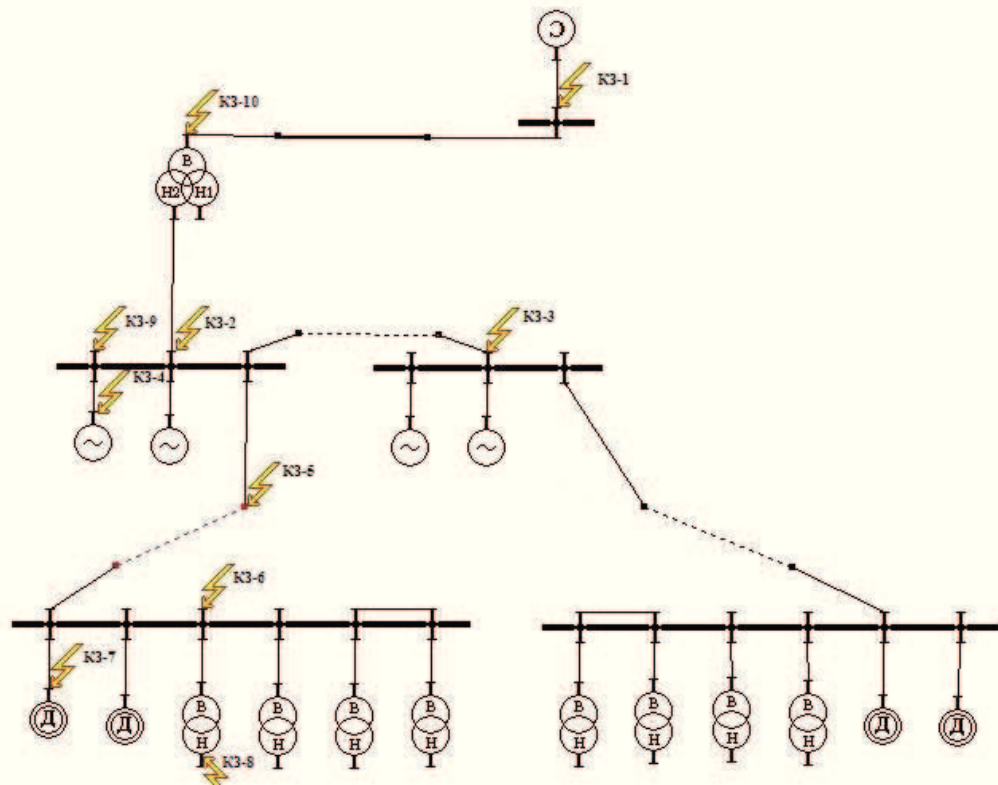 С
КЗ-1
КЗ-10
В
Н2 Н1
КЗ-9
КЗ-2
КЗ-3
КЗ-4
КЗ-5
КЗ-6
КЗ-7
Д Д В В В В В В В В Д Д
Н Н Н Н Н Н Н Н
КЗ-8